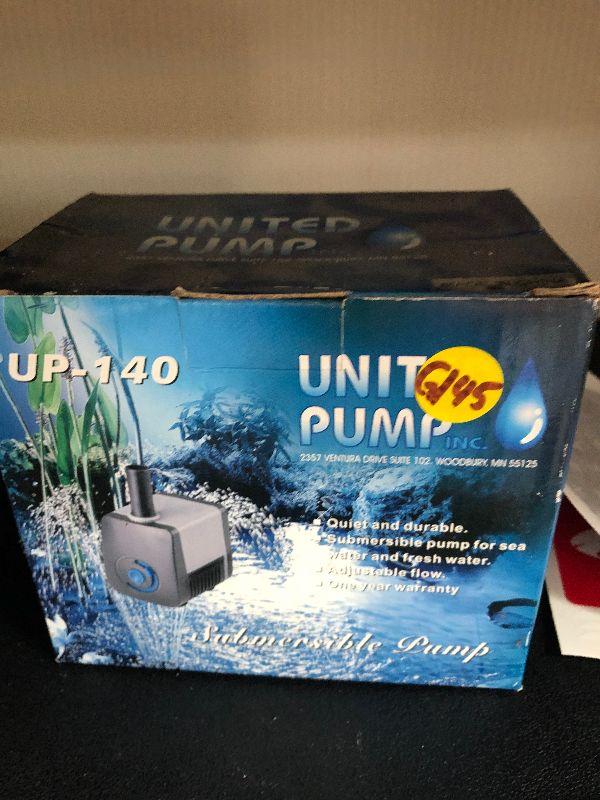 UNITED
PUMP
UP-140
UNIT
PUMP INC.
G145
2357 VENTURA DRIVE SUITE 102, WOODBURY, MN 55125
■ Quiet and durable.
■ Submersible pump for sea
water and fresh water.
■ Adjustable flow.
■ One year warranty
Submersible Pump